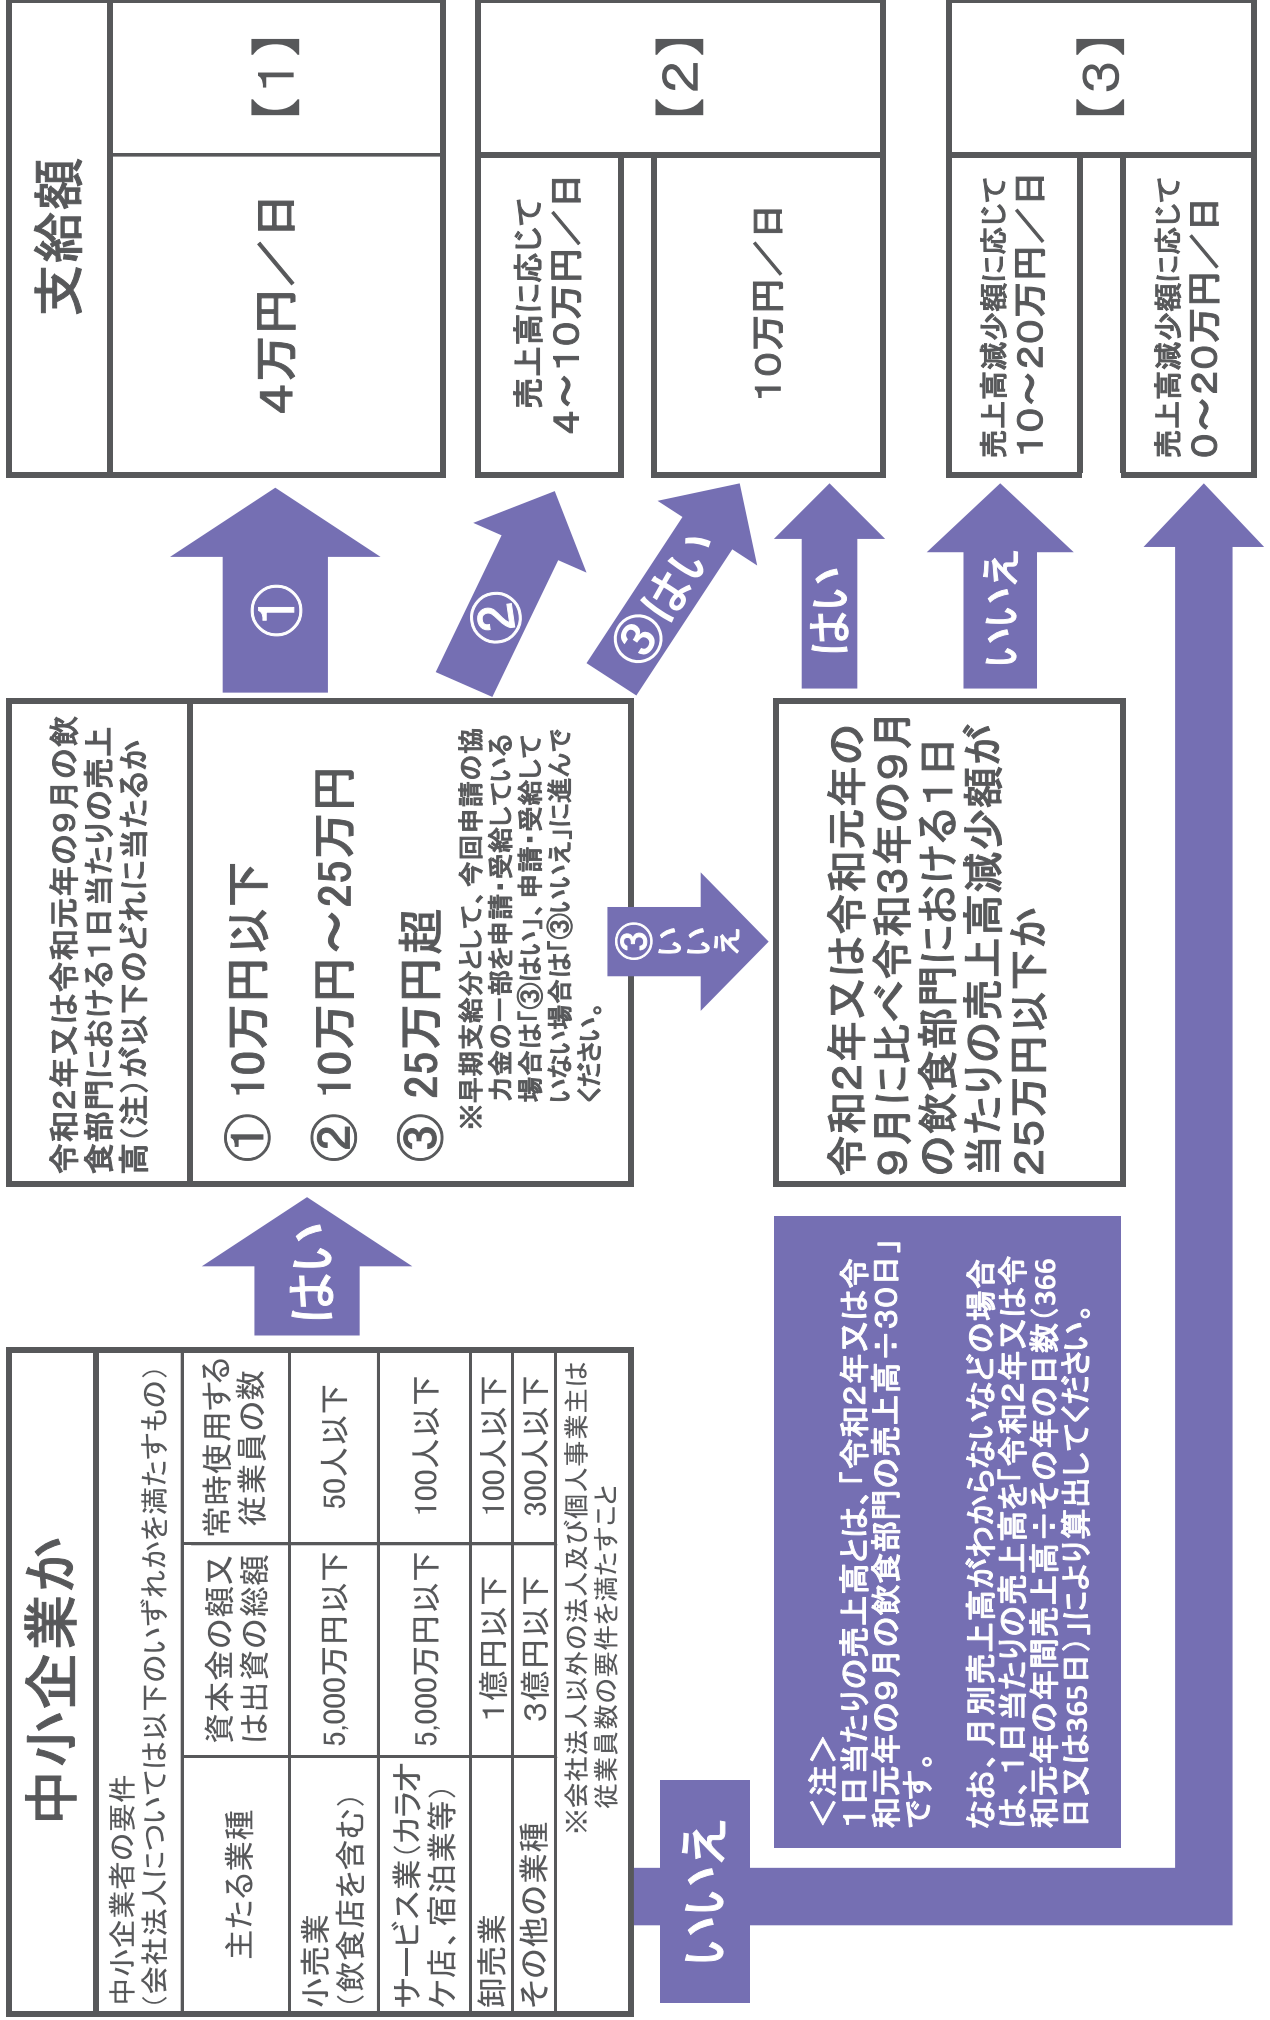 中小企業か
中小企業者の要件
(会社法人については以下のいずれかを満たすもの)
主たる業種
資本金の額又
は出資の総額
常時使用する
従業員の数
小売業
(飲食店を含む)
5,000万円以下
50人以下
サービス業(カラオ
ケ店、宿泊業等)
5,000万円以下
100人以下
卸売業
1億円以下
100人以下
その他の業種
3億円以下
300人以下
※会社法人以外の法人及び個人事業主は
従業員数の要件を満たすこと
はい
いいえ
令和2年又は令和元年の9月の飲
食部門における1日当たりの売上
高(注)が以下のどれに当たるか
① 10万円以下
② 10万円~25万円
③ 25万円超
※早期支給分として、今回申請の協
力金の一部を申請・受給している
場合は「③はい」、申請・受給して
いない場合は「③いいえ」に進んで
ください。
①
②
③はい
③いいえ
令和2年又は令和元年の
9月に比べ令和3年の9月
の飲食部門における1日
当たりの売上高減少額が
25万円以下か
はい
いいえ
<注>
1日当たりの売上高とは、「令和2年又は令
和元年の9月の飲食部門の売上高÷30日」
です。
なお、月別売上高がわからないなどの場合
は、1日当たりの売上高を「令和2年又は令
和元年の年間売上高÷その年の日数(366
日又は365日)」により算出してください。
支給額
4万円/日
【1】
売上高に応じて
4~10万円/日
10万円/日
【2】
売上高減少額に応じて
10~20万円/日
売上高減少額に応じて
0~20万円/日
【3】